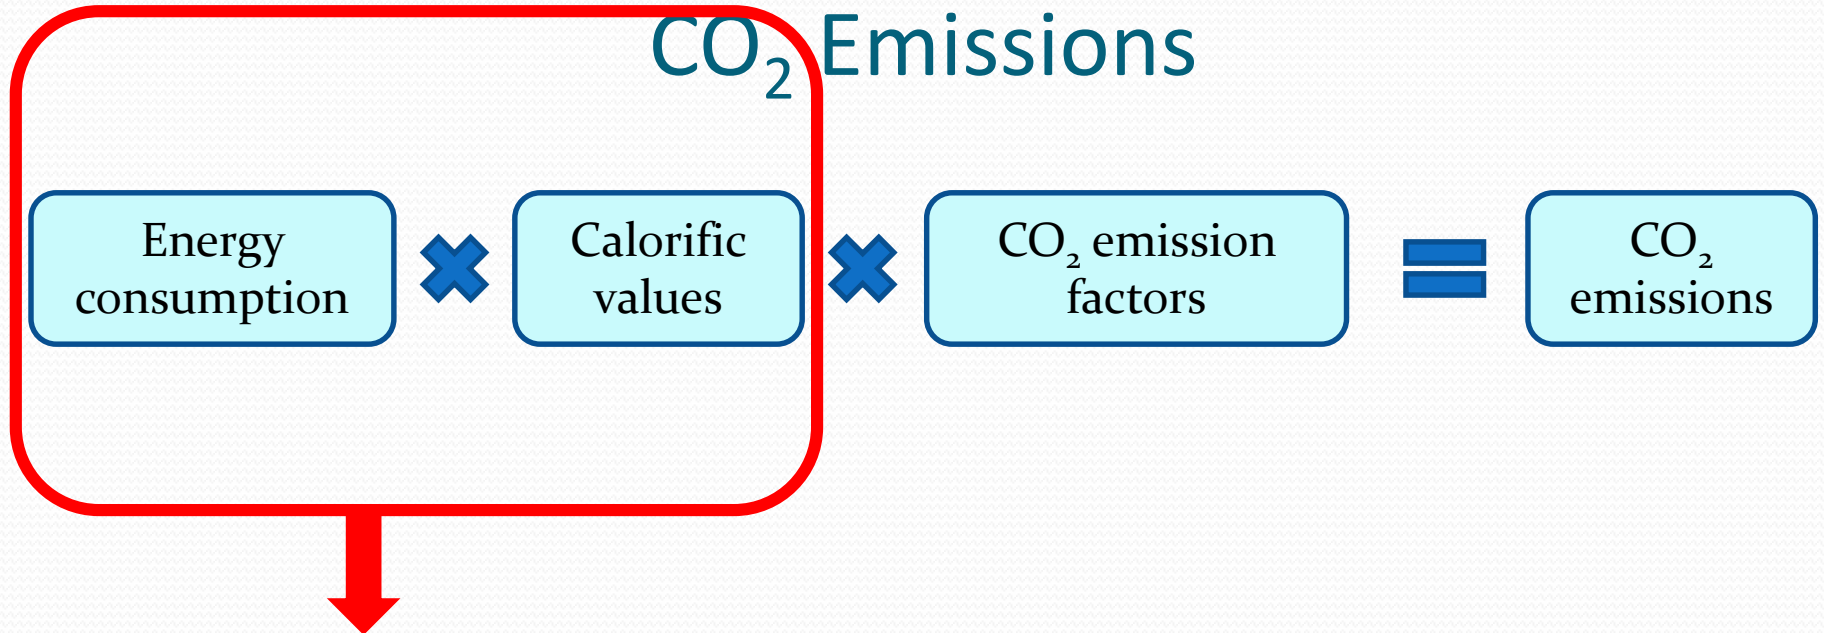 CO₂ Emissions
Energy
consumption
Calorific
values
CO₂ emission
factors
CO₂
emissions